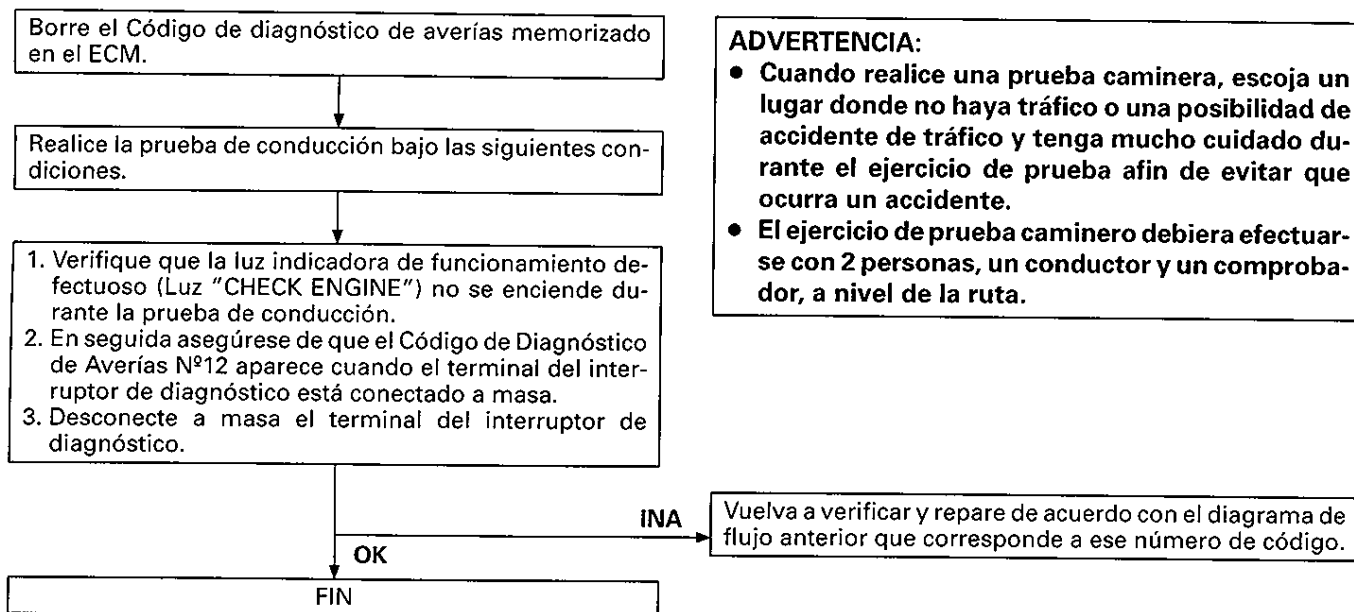 Borre el Código de diagnóstico de averías memorizado
en el ECM.
Realice la prueba de conducción bajo las siguientes con-
diciones.
1. Verifique que la luz indicadora de funcionamiento de-
fectuoso (Luz "CHECK ENGINE") no se enciende du-
rante la prueba de conducción.
2. En seguida asegúrese de que el Código de Diagnóstico
de Averías Nº12 aparece cuando el terminal del inter-
ruptor de diagnóstico está conectado a masa.
3. Desconecte a masa el terminal del interruptor de
diagnóstico.
INA
Vuelva a verificar y repare de acuerdo con el diagrama de
flujo anterior que corresponde a ese número de código.
OK
FIN
ADVERTENCIA:
● Cuando realice una prueba caminera, escoja un
lugar donde no haya tráfico o una posibilidad de
accidente de tráfico y tenga mucho cuidado du-
rante el ejercicio de prueba afin de evitar que
ocurra un accidente.
● El ejercicio de prueba caminero debiera efectuar-
se con 2 personas, un conductor y un comproba-
dor, a nivel de la ruta.